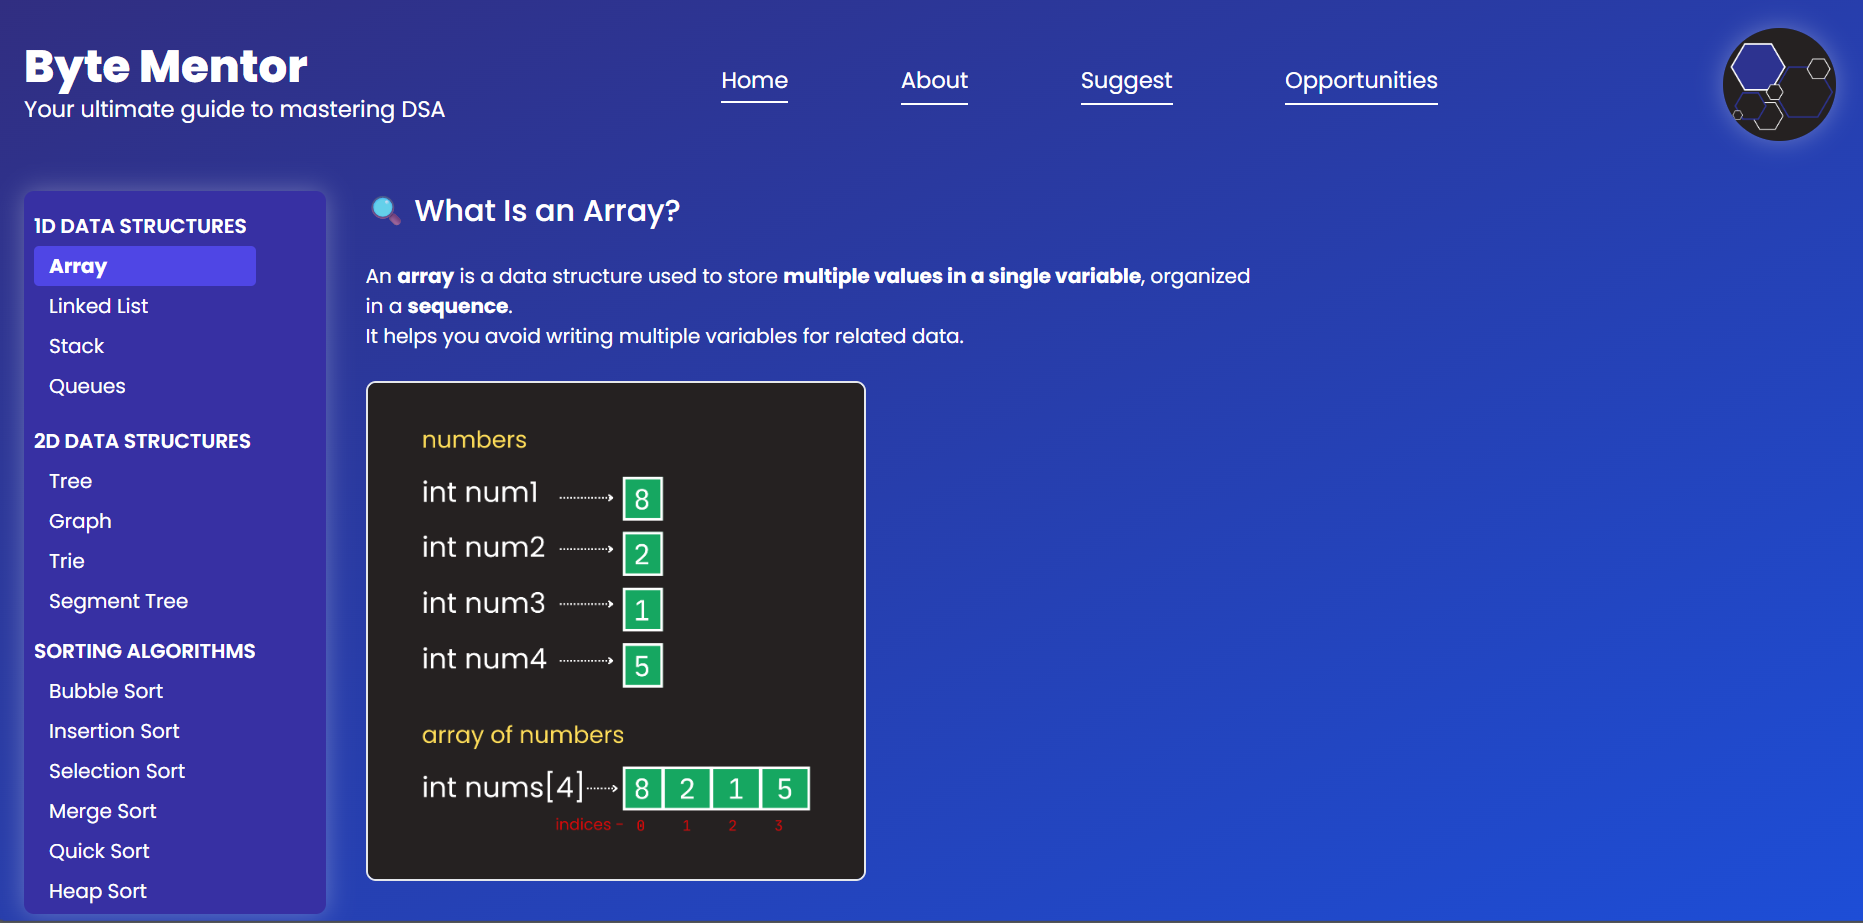 Byte Mentor
Your ultimate guide to mastering DSA
Home
About
Suggest
Opportunities
1D DATA STRUCTURES
Array
Linked List
Stack
Queues
2D DATA STRUCTURES
Tree
Graph
Trie
Segment Tree
SORTING ALGORITHMS
Bubble Sort
Insertion Sort
Selection Sort
Merge Sort
Quick Sort
Heap Sort
What Is an Array?
An array is a data structure used to store multiple values in a single variable, organized
in a sequence.
It helps you avoid writing multiple variables for related data.
numbers
int num1 8
int num2 2
int num3 1
int num4 5
array of numbers
int nums[4] 8 2 1 5
indices - 0 1 2 3